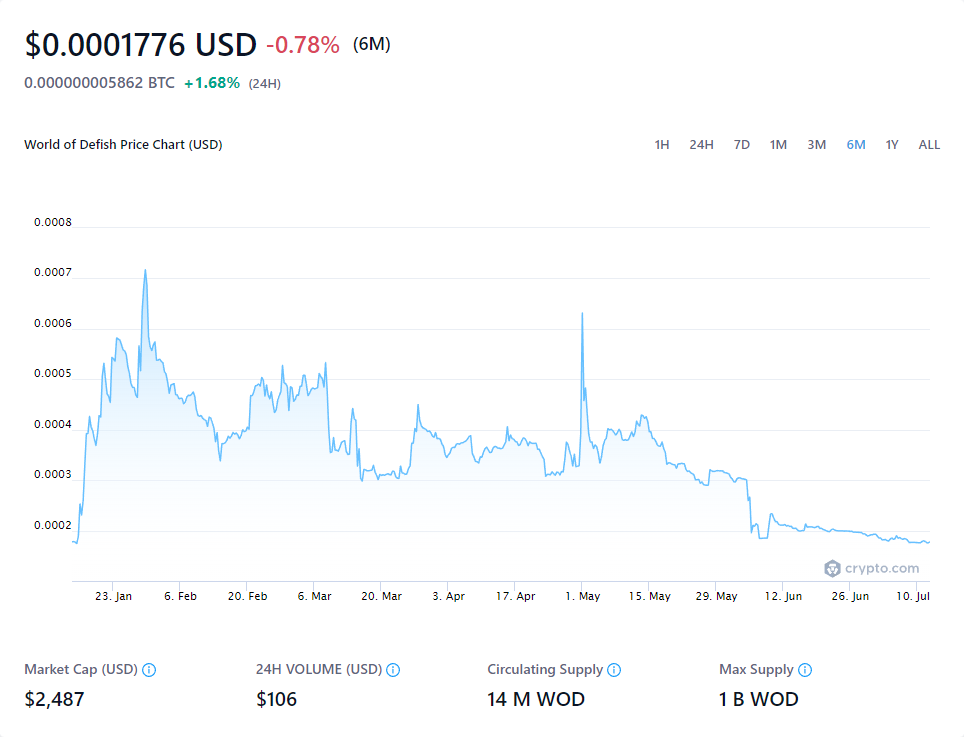 $0.0001776 USD -0.78% (6M)
0.000000005862 BTC +1.68% (24H)
World of Defish Price Chart (USD) 1H 24H 7D 1M 3M 6M 1Y ALL
0.0008
0.0007
0.0006
0.0005
0.0004
0.0003
0.0002
crypto.com
23. Jan 6. Feb 20. Feb 6. Mar 20. Mar 3. Apr 17. Apr 1. May 15. May 29. May 12. Jun 26. Jun 10. Jul
Market Cap (USD) 24H VOLUME (USD) Circulating Supply Max Supply
$2,487 $106 14 M WOD 1 B WOD